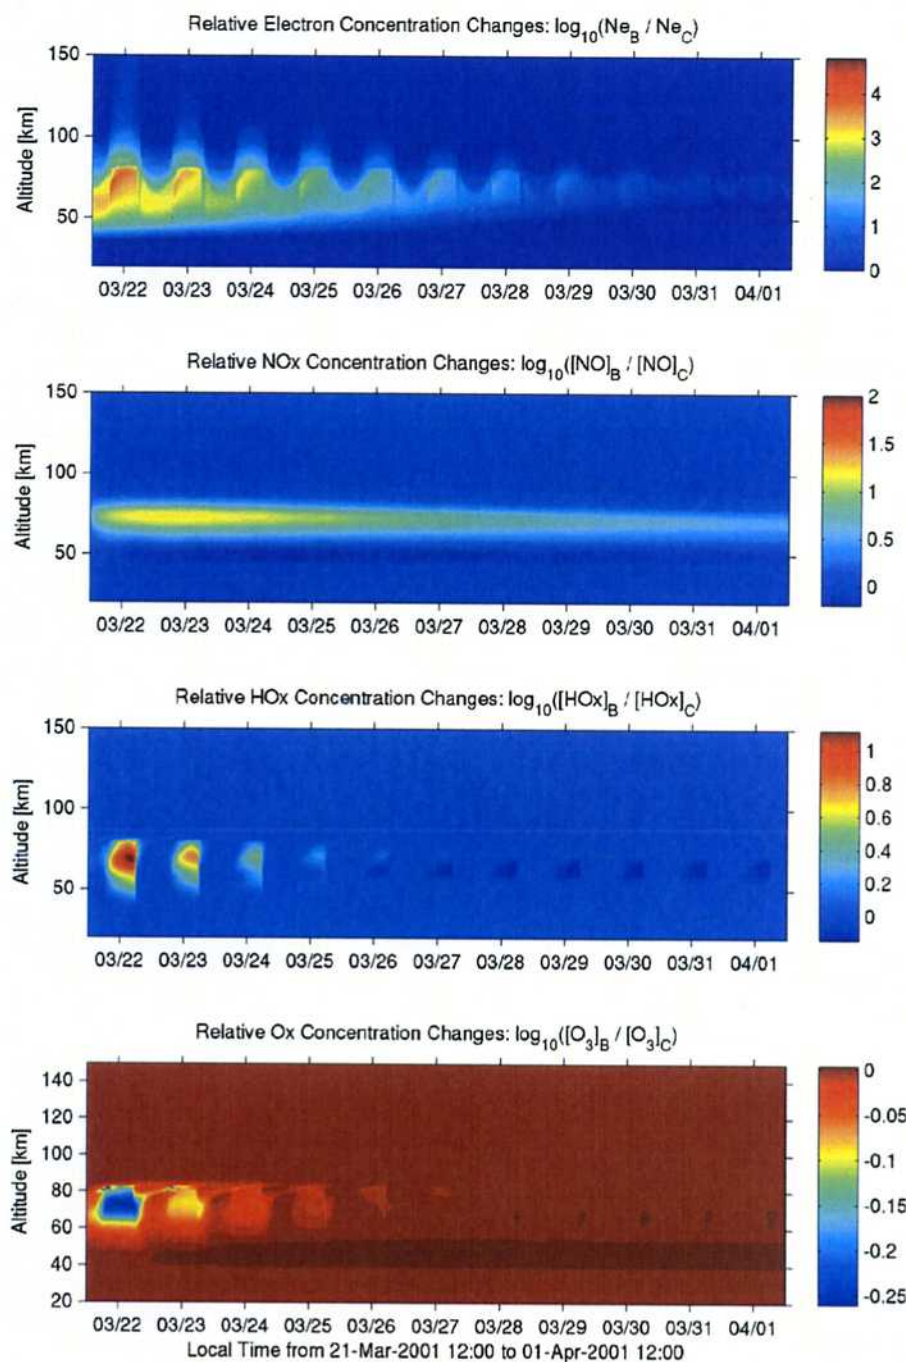 Relative Electron Concentration Changes: log10(NeB / NeC)
150
100
50
Altitude [km]
03/22 03/23 03/24 03/25 03/26 03/27 03/28 03/29 03/30 03/31 04/01
4
3
2
1
0
Relative NOx Concentration Changes: log10([NO]B / [NO]C)
150
100
50
Altitude [km]
03/22 03/23 03/24 03/25 03/26 03/27 03/28 03/29 03/30 03/31 04/01
2
1.5
1
0.5
0
Relative HOx Concentration Changes: log10([HOx]B / [HOx]C)
150
100
50
Altitude [km]
03/22 03/23 03/24 03/25 03/26 03/27 03/28 03/29 03/30 03/31 04/01
1
0.8
0.6
0.4
0.2
0
Relative Ox Concentration Changes: log10([O3]B / [O3]C)
140
120
100
80
60
40
20
Altitude [km]
03/22 03/23 03/24 03/25 03/26 03/27 03/28 03/29 03/30 03/31 04/01
0
-0.05
-0.1
-0.15
-0.2
-0.25
Local Time from 21-Mar-2001 12:00 to 01-Apr-2001 12:00